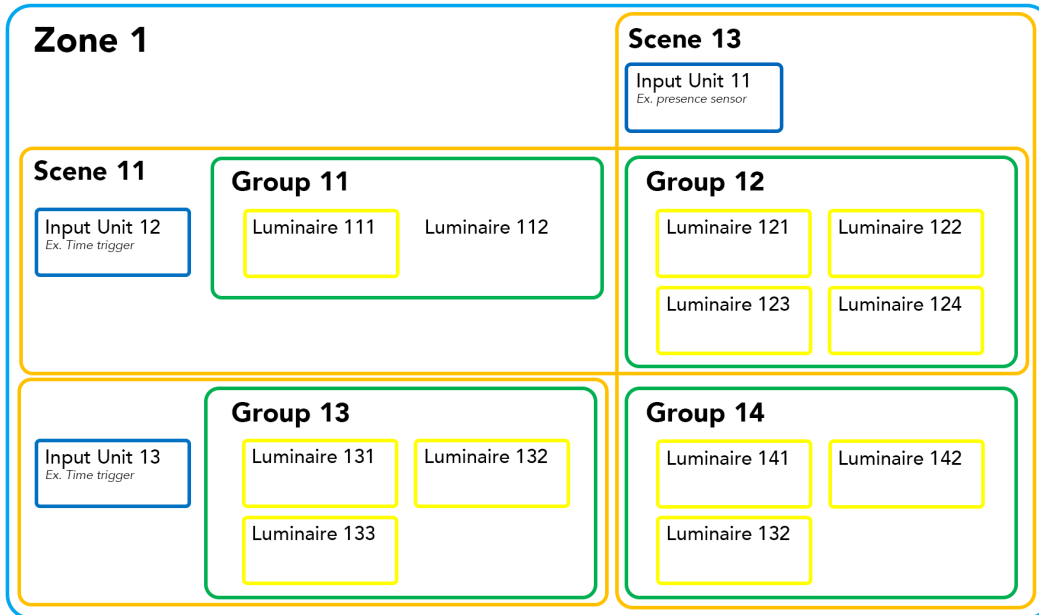 Zone 1
Scene 13
Input Unit 11
Ex. presence sensor
Scene 11
Input Unit 12
Ex. Time trigger
Group 11
Luminaire 111
Luminaire 112
Group 12
Luminaire 121
Luminaire 122
Luminaire 123
Luminaire 124
Input Unit 13
Ex. Time trigger
Group 13
Luminaire 131
Luminaire 132
Luminaire 133
Group 14
Luminaire 141
Luminaire 142
Luminaire 132